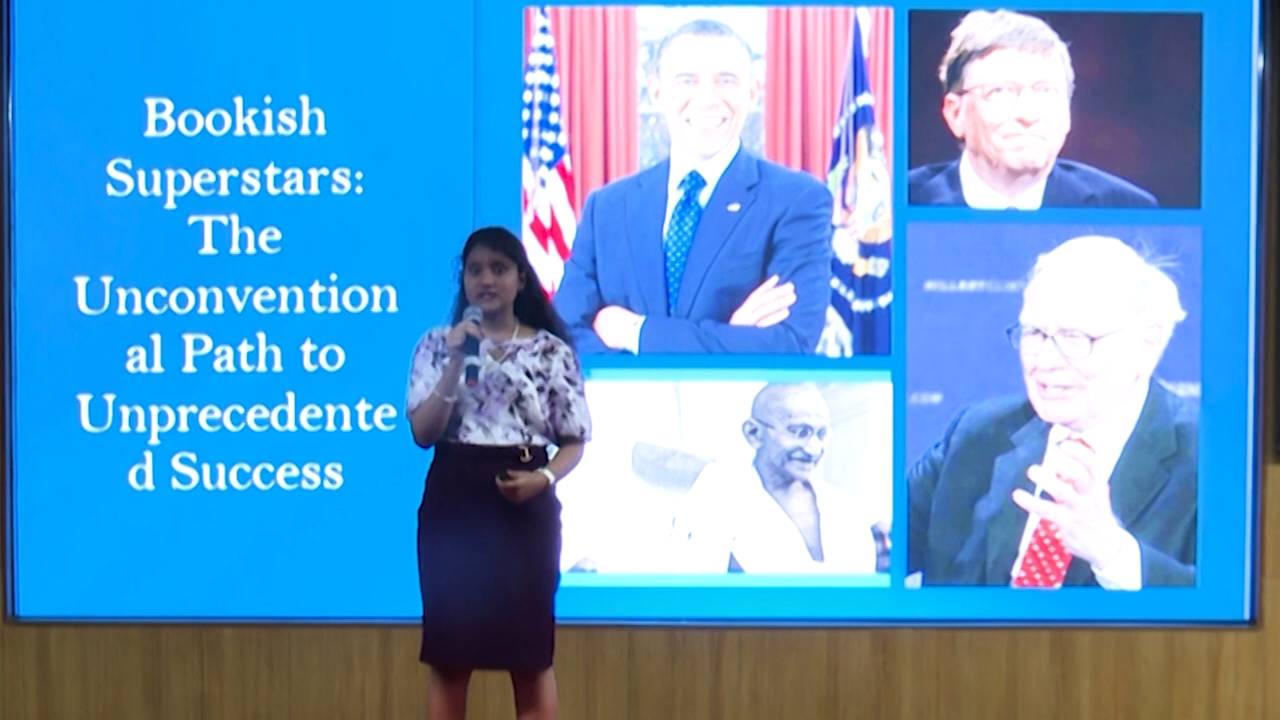 Bookish
Superstars:
The
Unconvention
al Path to
Unprecedente
d Success